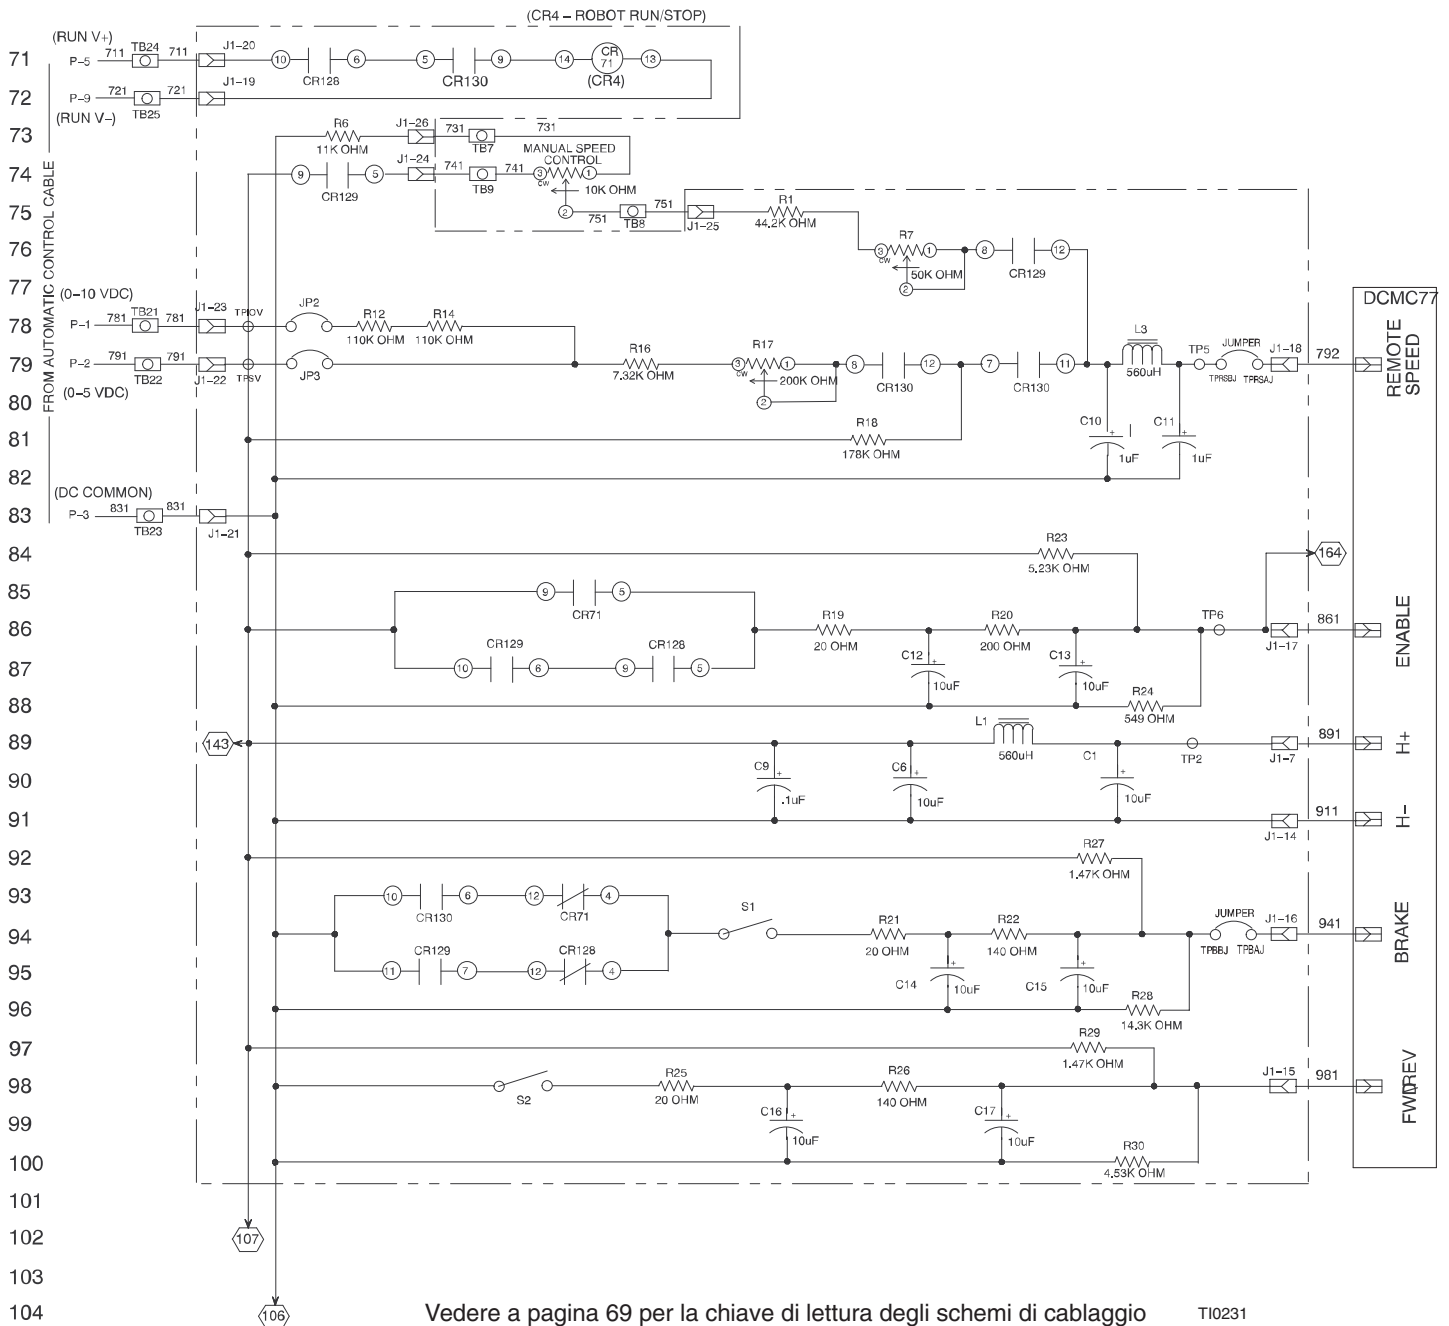 (CR4 – ROBOT RUN/STOP)
(RUN V+)
71 P-5 711 TB24 711 J1-20 10 CR128 6 5 CR130 9 14 CR 71 (CR4) 13
J1-19
72 P-9 721 TB25 721
(RUN V-)
73 R6 11K OHM J1-26 731 TB7 731
MANUAL SPEED CONTROL
74 9 CR129 5 J1-24 741 TB9 741 3 CW 1 10K OHM
75 2 751 TB8 751 J1-25 R1 44.2K OHM
76 R7 3 CW 1 50K OHM 2 8 CR129 12
77
FROM AUTOMATIC CONTROL CABLE
(0-10 VDC)
78 P-1 781 TB21 781 J1-23 TP10V JP2 R12 110K OHM R14 110K OHM
79 P-2 791 TB22 791 J1-22 TP5V JP3 R16 7.32K OHM R17 3 CW 1 200K OHM 2 8 CR130 12 7 CR130 11 L3 560uH TP5 JUMPER TPRSBJ TPRSAJ J1-18 792
(0-5 VDC)
DCMC77
REMOTE SPEED
80
81 R18 178K OHM C10 + 1uF C11 + 1uF
82
(DC COMMON)
83 P-3 831 TB23 831 J1-21
84 R23 5.23K OHM 164
85 9 CR71 5
86 R19 20 OHM R20 200 OHM TP6 J1-17 861
ENABLE
87 10 CR129 6 9 CR128 5 C12 + 10uF C13 + 10uF
88 R24 549 OHM
89 143 L1 560uH TP2 J1-7 891
H+
90 C9 + .1uF C6 + 10uF C1 + 10uF
91 J1-14 911
H-
92 R27 1.47K OHM
93 10 CR130 6 12 CR71 4
94 S1 R21 20 OHM R22 140 OHM JUMPER TPBBJ TPBAJ J1-16 941
BRAKE
95 11 CR129 7 12 CR128 4 C14 + 10uF C15 + 10uF
96 R28 14.3K OHM
97 R29 1.47K OHM
98 S2 R25 20 OHM R26 140 OHM J1-15 981
FWD REV
99 C16 + 10uF C17 + 10uF
100 R30 4.53K OHM
101
102 107
103
104 106
Vedere a pagina 69 per la chiave di lettura degli schemi di cablaggio TI0231